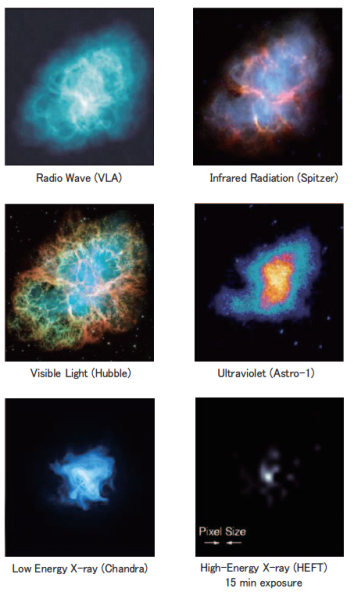 Radio Wave (VLA)
Infrared Radiation (Spitzer)
Visible Light (Hubble)
Ultraviolet (Astro-1)
Low Energy X-ray (Chandra)
Pixel Size
High-Energy X-ray (HEFT)
15 min exposure